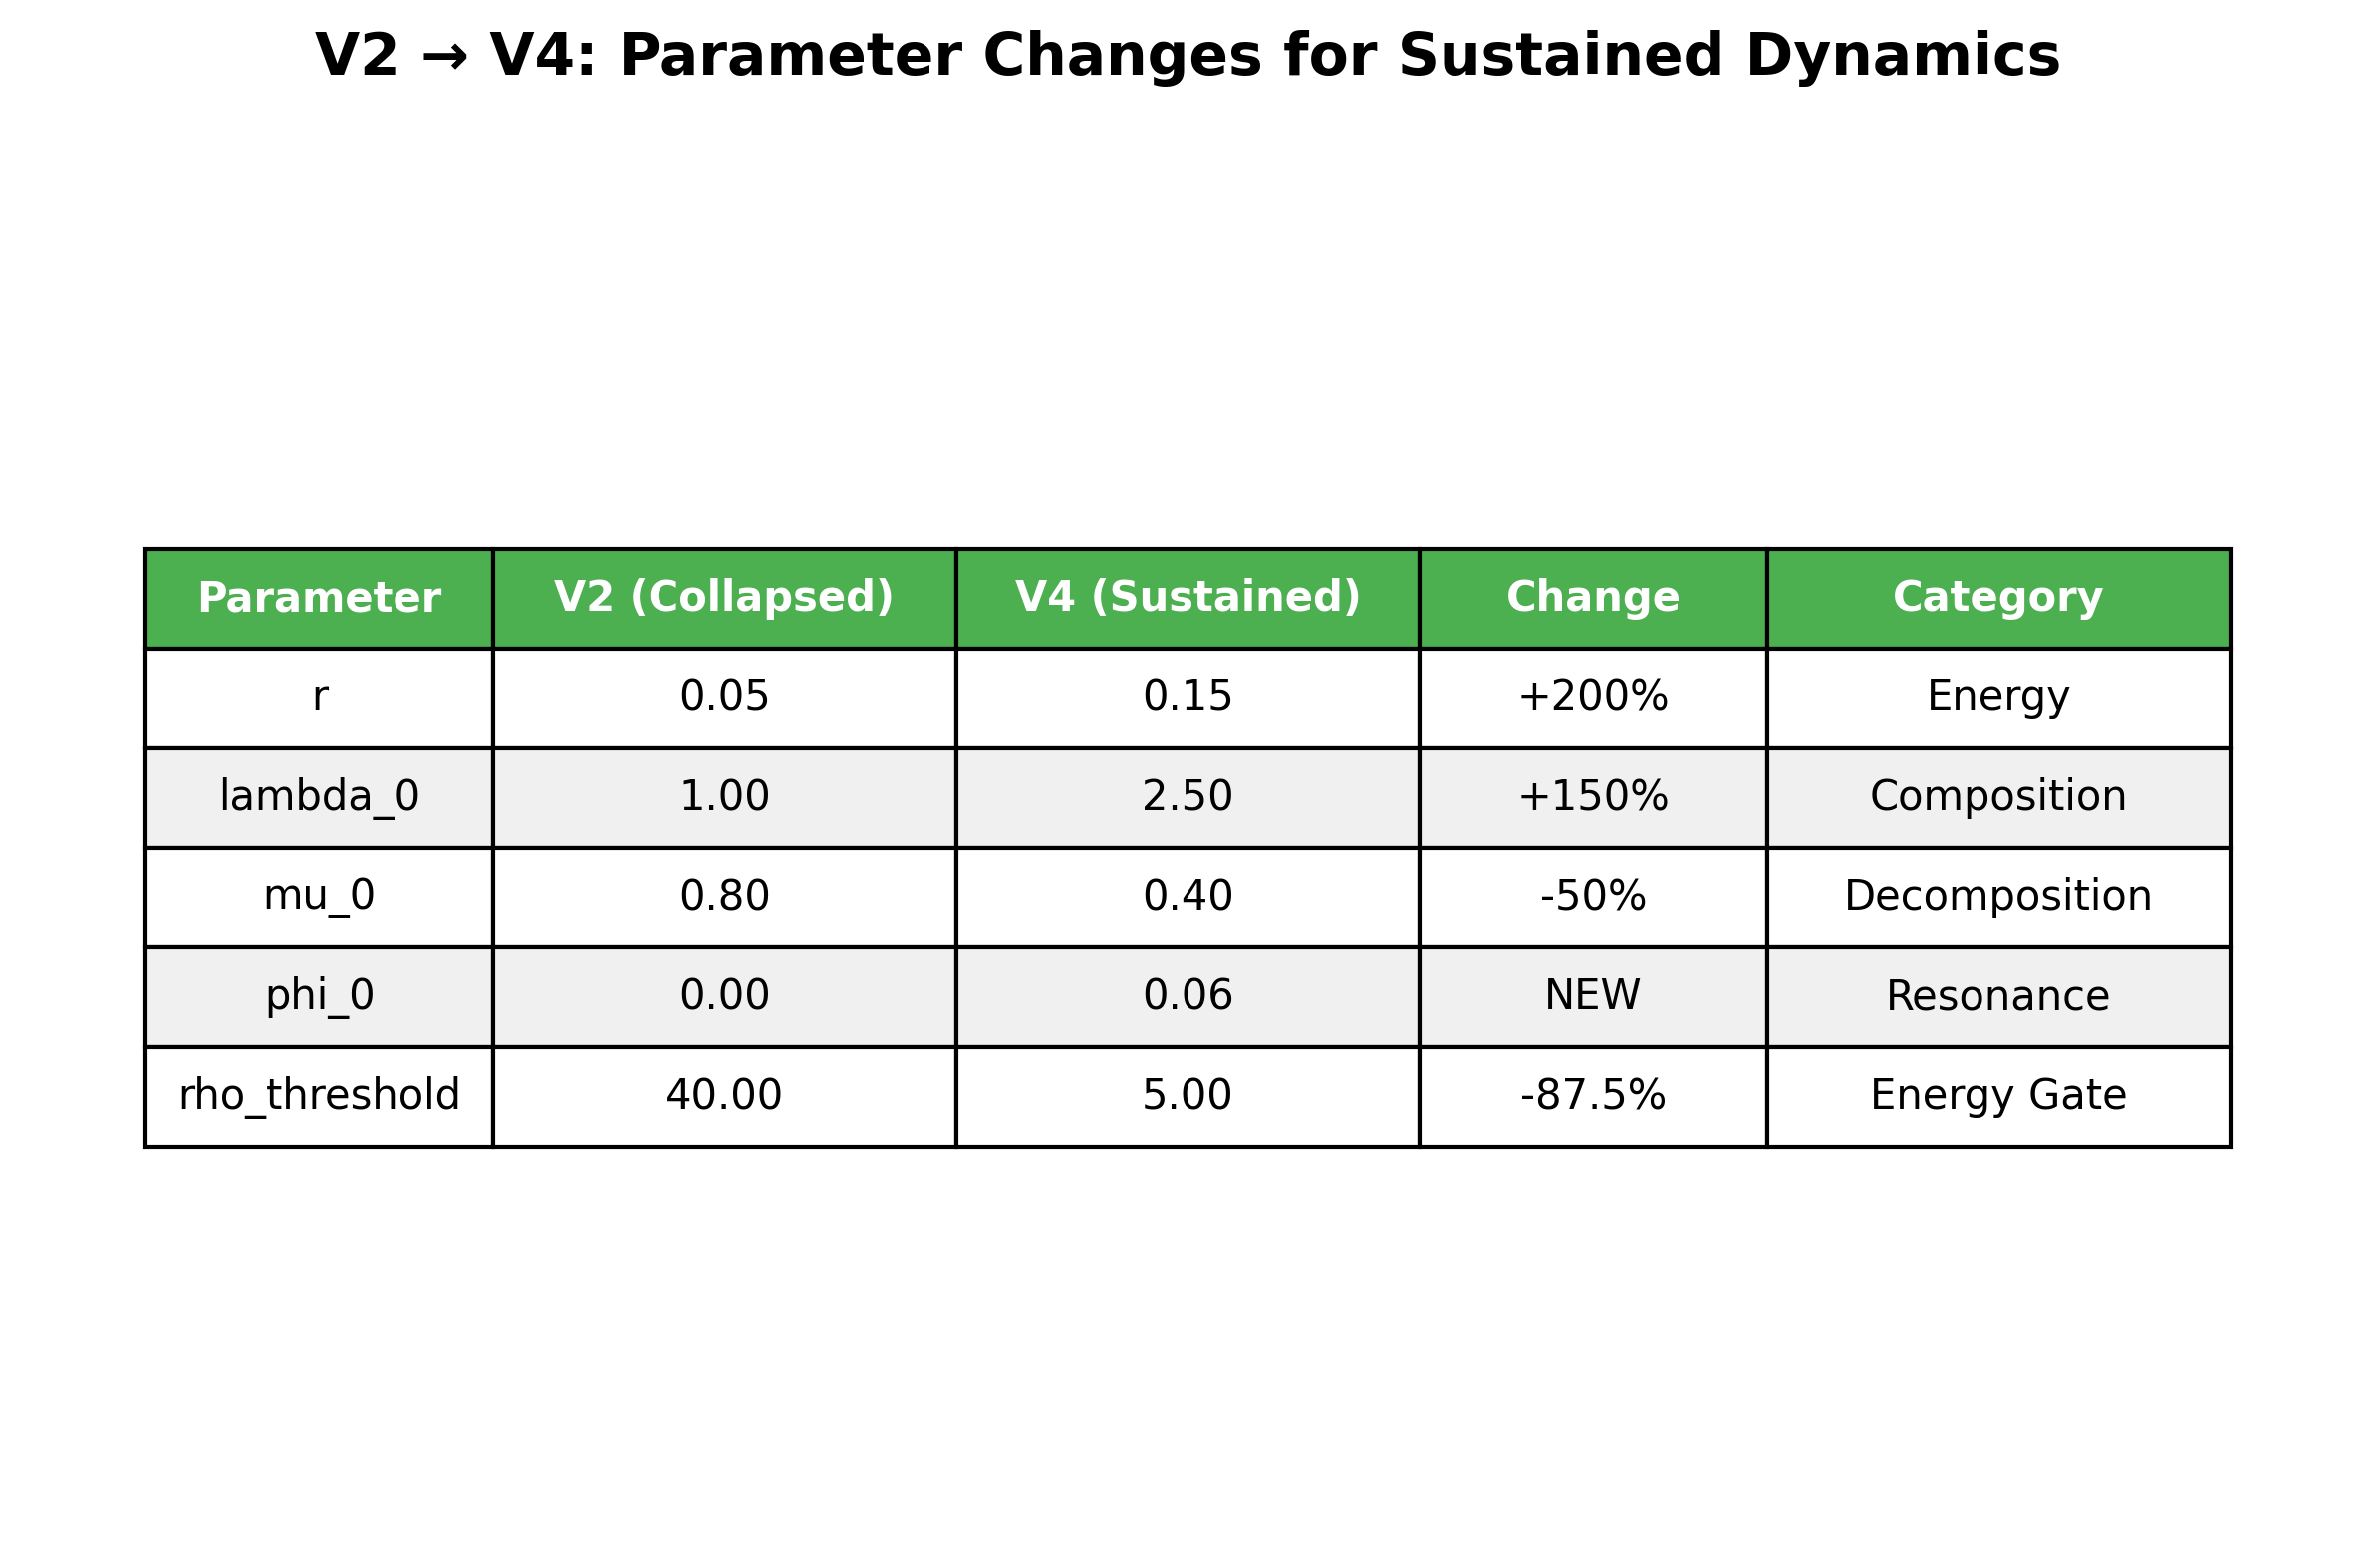 V2 → V4: Parameter Changes for Sustained Dynamics
Parameter V2 (Collapsed) V4 (Sustained) Change Category
r 0.05 0.15 +200% Energy
lambda_0 1.00 2.50 +150% Composition
mu_0 0.80 0.40 -50% Decomposition
phi_0 0.00 0.06 NEW Resonance
rho_threshold 40.00 5.00 -87.5% Energy Gate